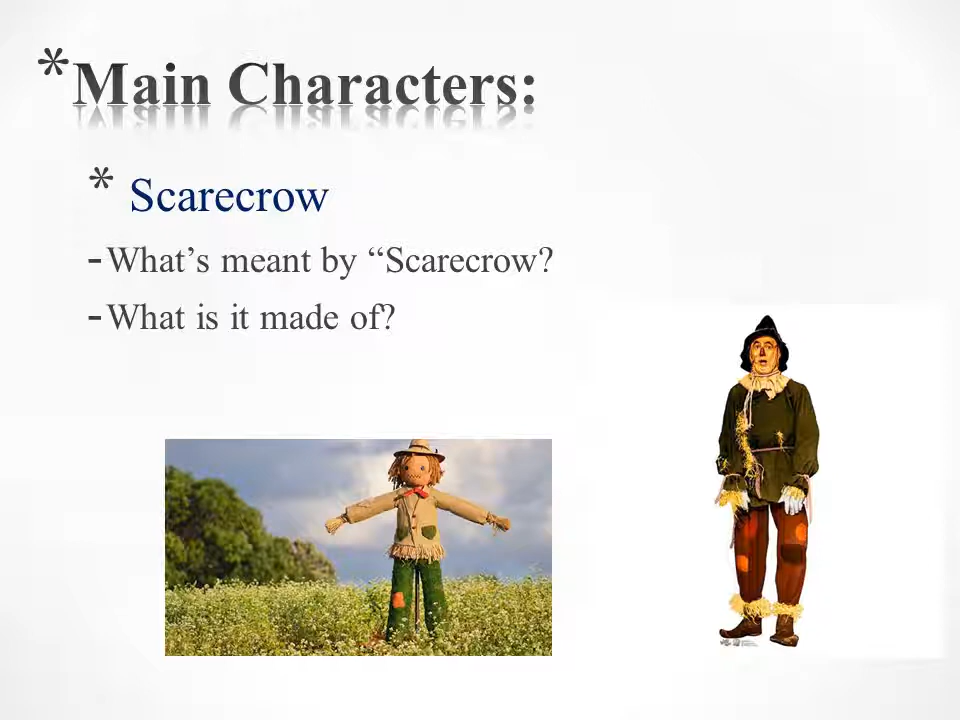 *Main Characters:
* Scarecrow
-What’s meant by “Scarecrow?
-What is it made of?